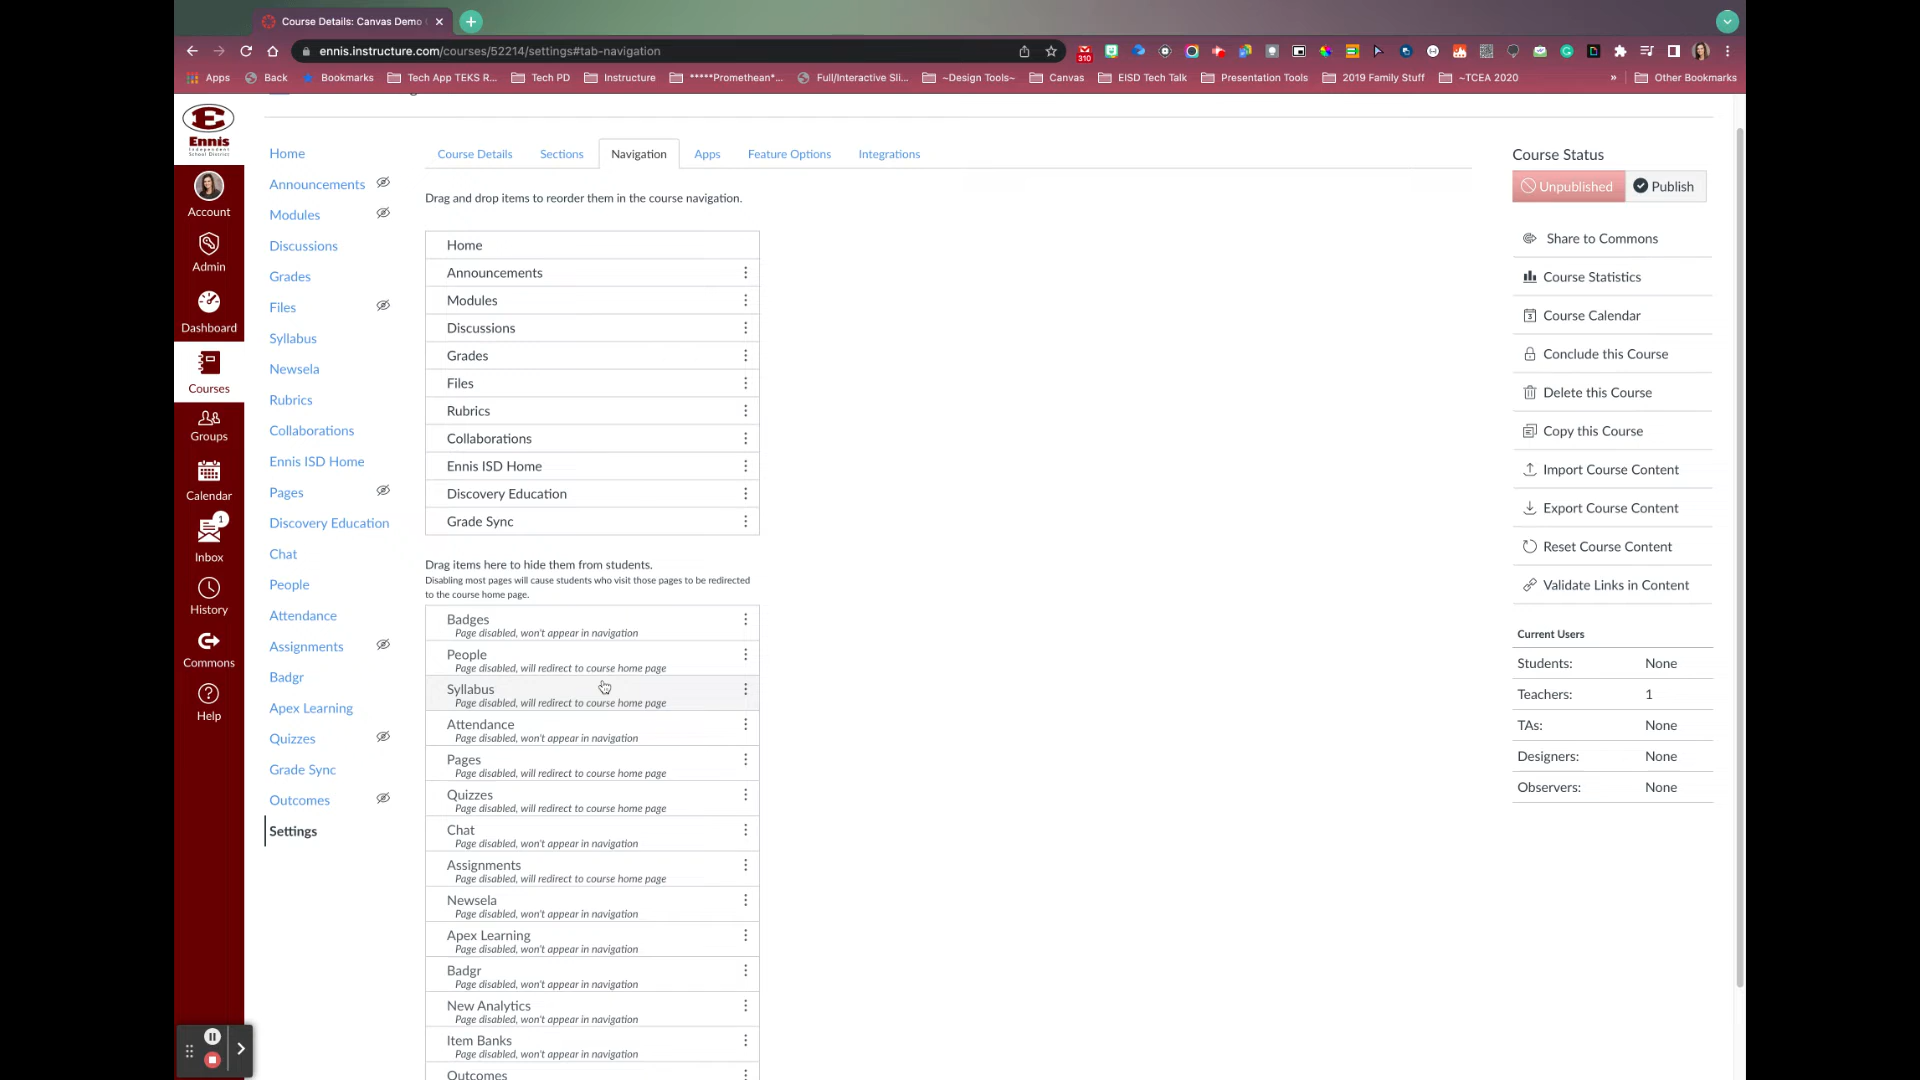 Course Details: Canvas Demo
ennis.instructure.com/courses/52214/settings#tab-navigation
310
Apps
Back
Bookmarks
Tech App TEKS R...
Tech PD
Instructure
*****Promethean*...
Full/Interactive Sli...
~Design Tools~
Canvas
EISD Tech Talk
Presentation Tools
2019 Family Stuff
~TCEA 2020
»
Other Bookmarks
E
Ennis
Independent
School District
Account
Admin
Dashboard
Courses
Groups
Calendar
1
Inbox
History
Commons
Help
Home
Announcements
Modules
Discussions
Grades
Files
Syllabus
Newsela
Rubrics
Collaborations
Ennis ISD Home
Pages
Discovery Education
Chat
People
Attendance
Assignments
Badgr
Apex Learning
Quizzes
Grade Sync
Outcomes
Settings
Course Details
Sections
Navigation
Apps
Feature Options
Integrations
Drag and drop items to reorder them in the course navigation.
Home
Announcements
Modules
Discussions
Grades
Files
Rubrics
Collaborations
Ennis ISD Home
Discovery Education
Grade Sync
Drag items here to hide them from students.
Disabling most pages will cause students who visit those pages to be redirected
to the course home page.
Badges
Page disabled, won't appear in navigation
People
Page disabled, will redirect to course home page
Syllabus
Page disabled, will redirect to course home page
Attendance
Page disabled, won't appear in navigation
Pages
Page disabled, will redirect to course home page
Quizzes
Page disabled, will redirect to course home page
Chat
Page disabled, won't appear in navigation
Assignments
Page disabled, will redirect to course home page
Newsela
Page disabled, won't appear in navigation
Apex Learning
Page disabled, won't appear in navigation
Badgr
Page disabled, won't appear in navigation
New Analytics
Page disabled, won't appear in navigation
Item Banks
Page disabled, won't appear in navigation
Outcomes
Course Status
Unpublished
Publish
Share to Commons
Course Statistics
Course Calendar
Conclude this Course
Delete this Course
Copy this Course
Import Course Content
Export Course Content
Reset Course Content
Validate Links in Content
Current Users
Students: None
Teachers: 1
TAs: None
Designers: None
Observers: None